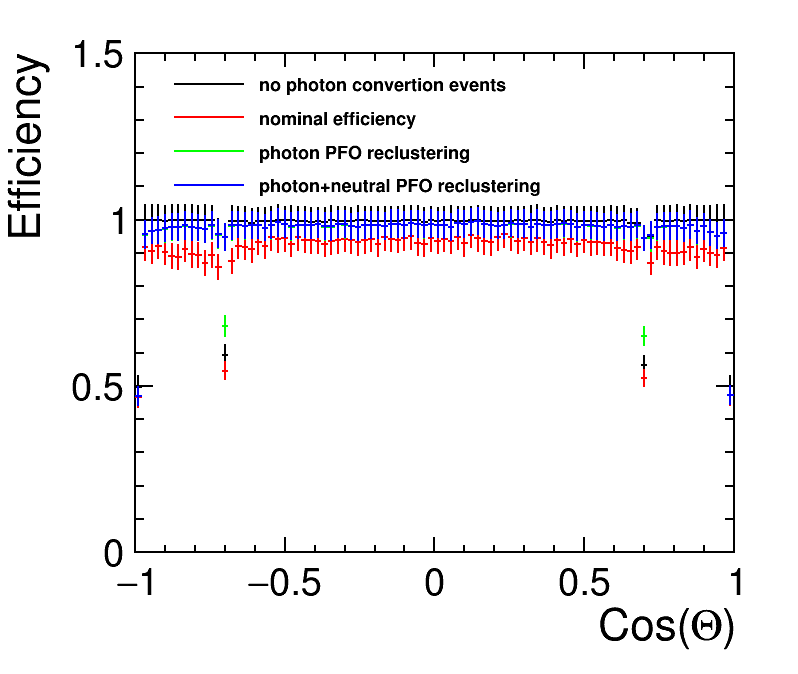 Efficiency
1.5
no photon convertion events
nominal efficiency
photon PFO reclustering
photon+neutral PFO reclustering
1
0.5
0
−1 −0.5 0 0.5 1
Cos(Θ)